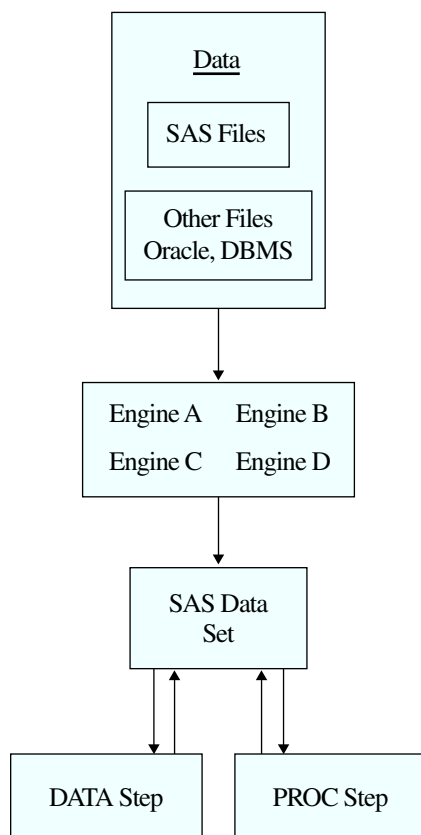 Data
SAS Files
Other Files
Oracle, DBMS
Engine A Engine B
Engine C Engine D
SAS Data
Set
DATA Step PROC Step